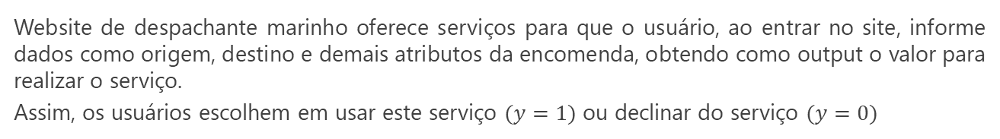 Website de despachante marinho oferece serviços para que o usuário, ao entrar no site, informe
dados como origem, destino e demais atributos da encomenda, obtendo como output o valor para
realizar o serviço.
Assim, os usuários escolhem em usar este serviço (𝑦 = 1) ou declinar do serviço (𝑦 = 0)